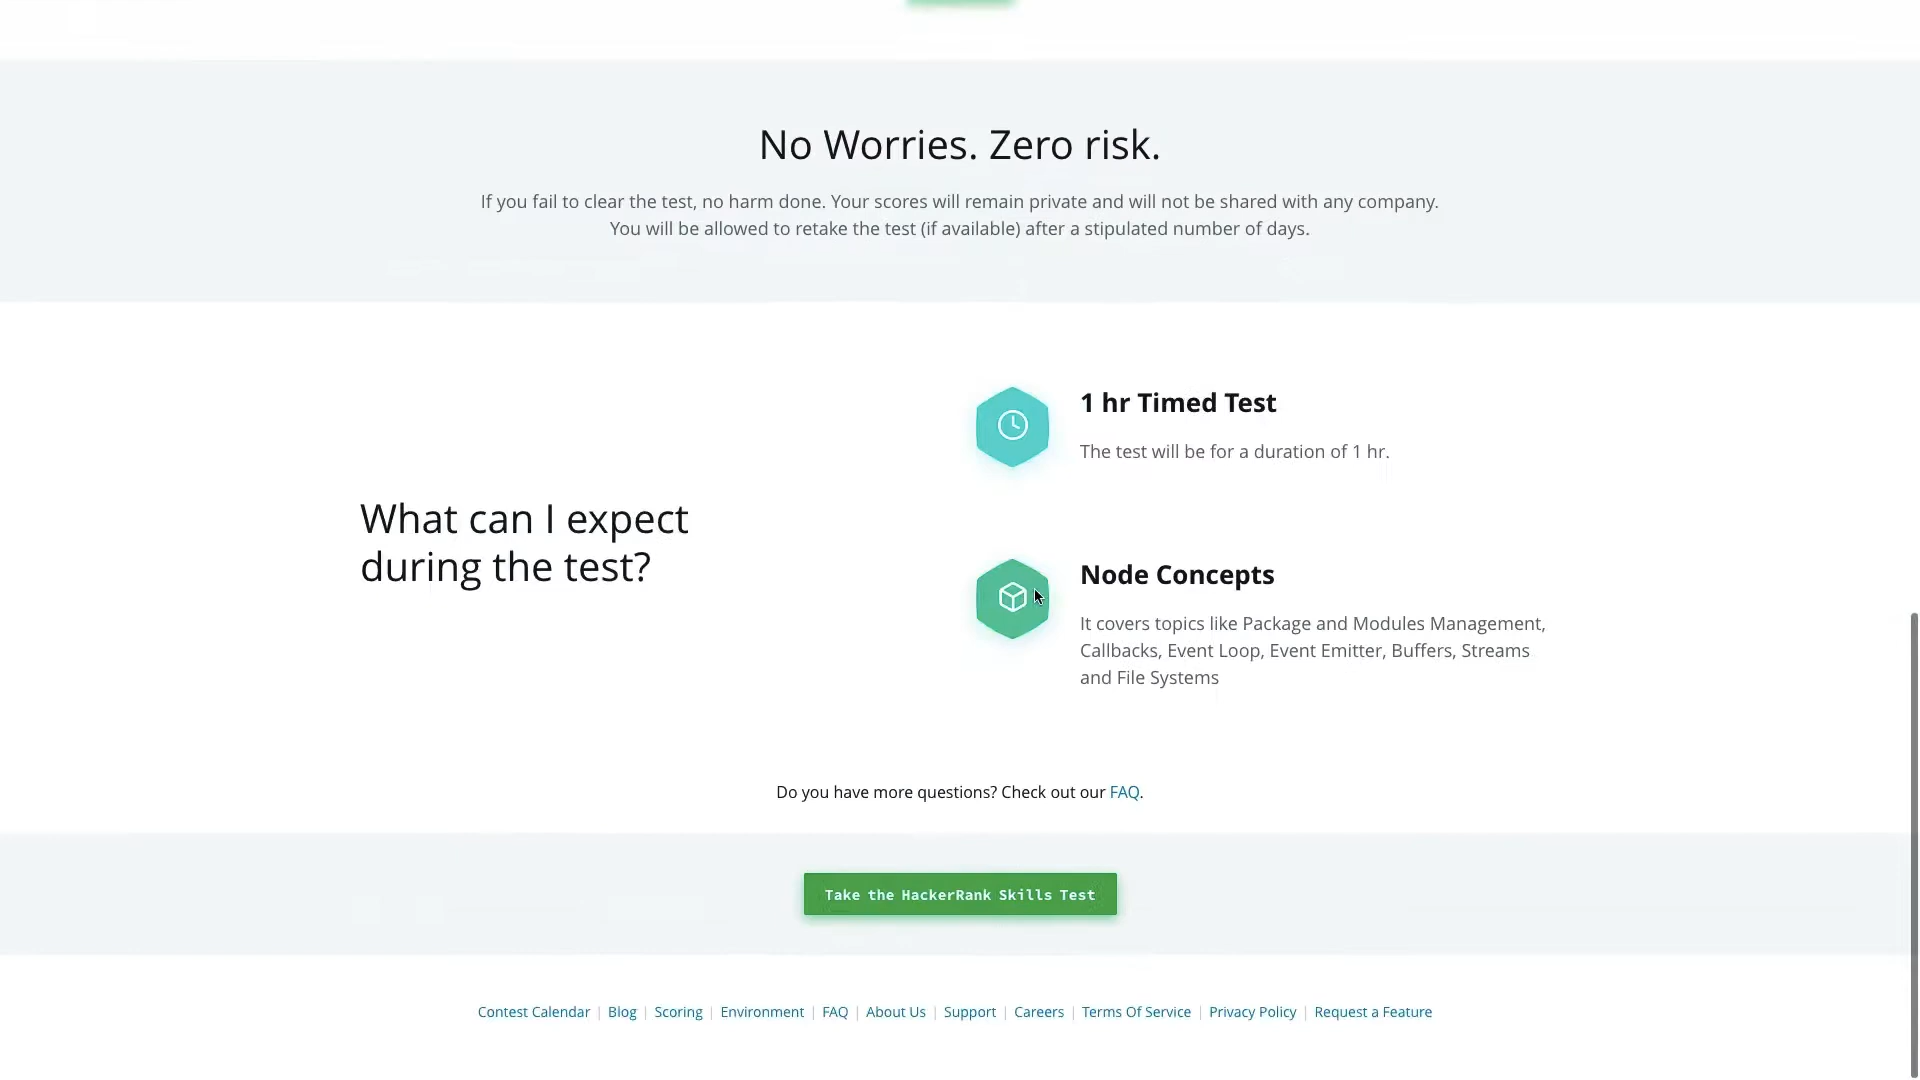 No Worries. Zero risk.
If you fail to clear the test, no harm done. Your scores will remain private and will not be shared with any company.
You will be allowed to retake the test (if available) after a stipulated number of days.
What can I expect
during the test?
1 hr Timed Test
The test will be for a duration of 1 hr.
Node Concepts
It covers topics like Package and Modules Management,
Callbacks, Event Loop, Event Emitter, Buffers, Streams
and File Systems
Do you have more questions? Check out our FAQ.
Take the HackerRank Skills Test
Contest Calendar | Blog | Scoring | Environment | FAQ | About Us | Support | Careers | Terms Of Service | Privacy Policy | Request a Feature